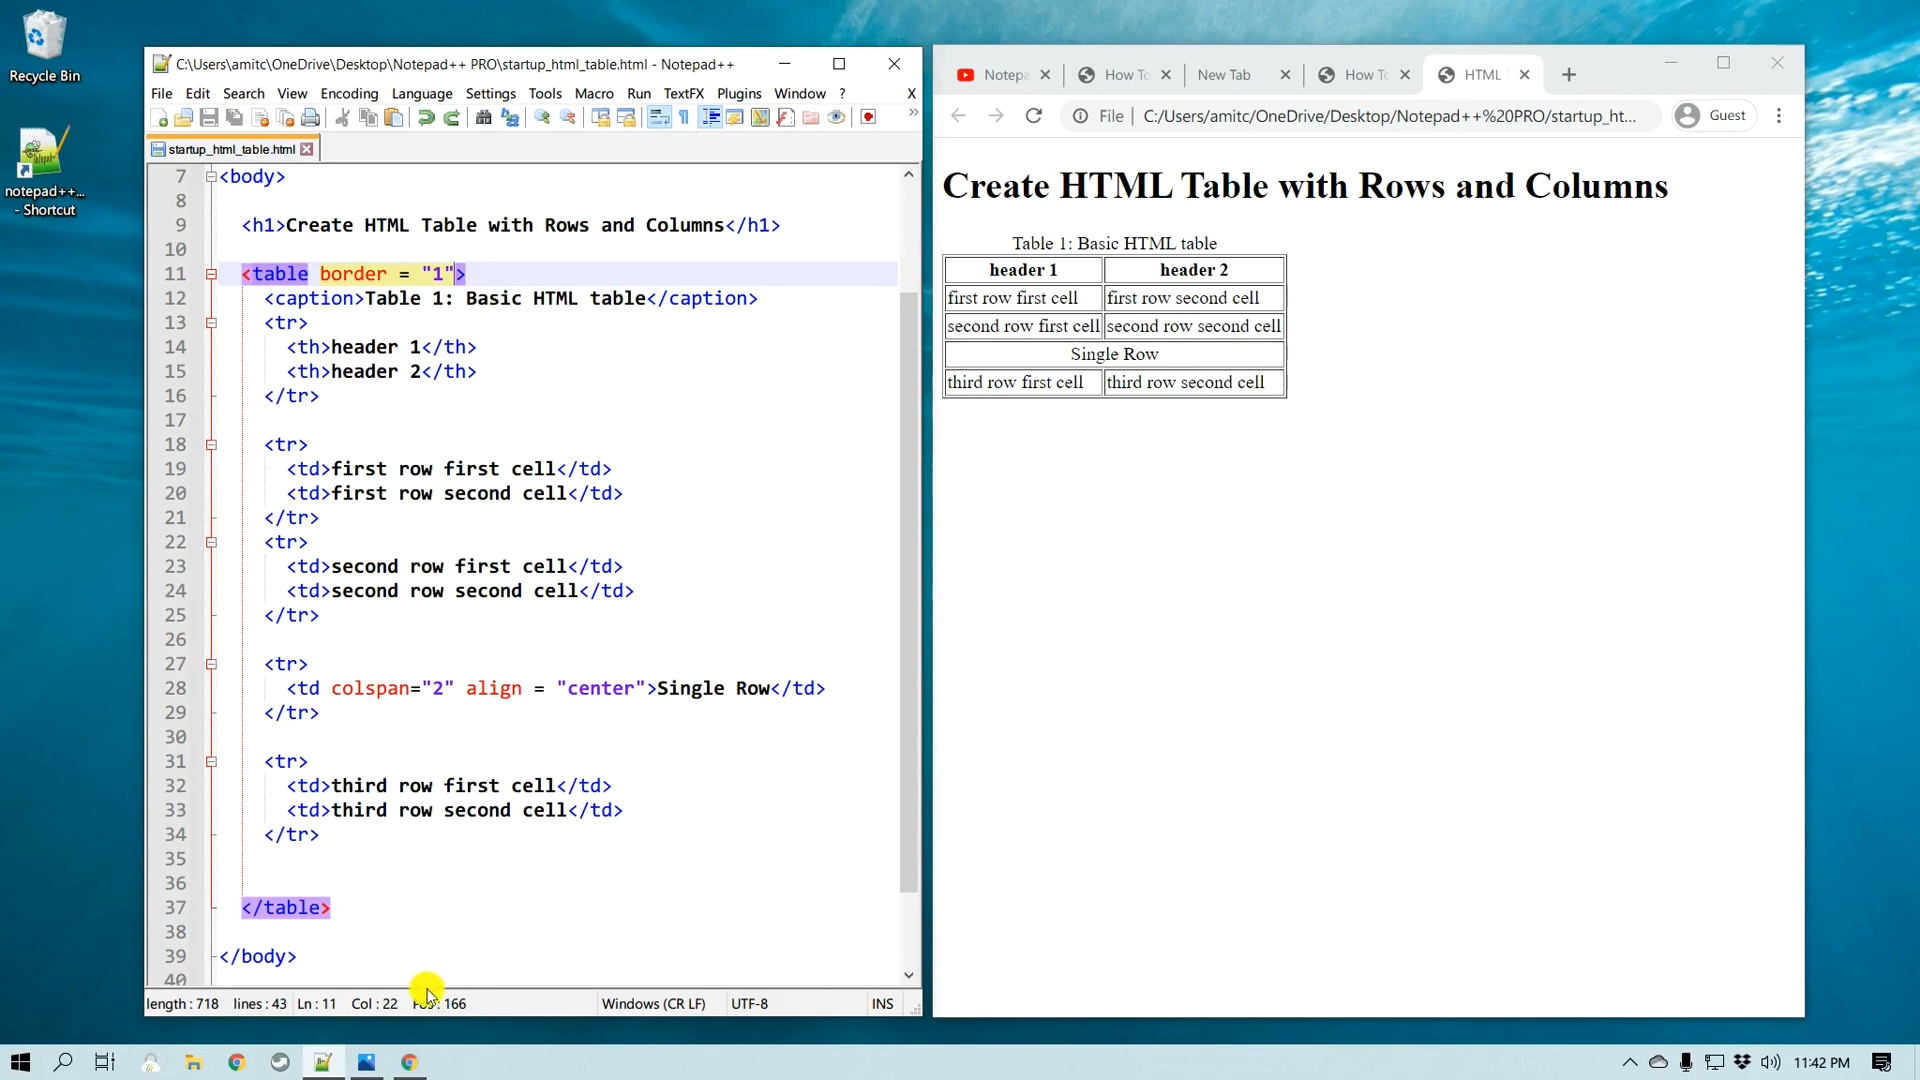 Recycle Bin
notepad++...
- Shortcut
C:\Users\amitc\OneDrive\Desktop\Notepad++ PRO\startup_html_table.html - Notepad++
File Edit Search View Encoding Language Settings Tools Macro Run TextFX Plugins Window ? X
startup_html_table.html
7 <body>
8
9 <h1>Create HTML Table with Rows and Columns</h1>
10
11 <table border = "1">
12 <caption>Table 1: Basic HTML table</caption>
13 <tr>
14 <th>header 1</th>
15 <th>header 2</th>
16 </tr>
17
18 <tr>
19 <td>first row first cell</td>
20 <td>first row second cell</td>
21 </tr>
22 <tr>
23 <td>second row first cell</td>
24 <td>second row second cell</td>
25 </tr>
26
27 <tr>
28 <td colspan="2" align = "center">Single Row</td>
29 </tr>
30
31 <tr>
32 <td>third row first cell</td>
33 <td>third row second cell</td>
34 </tr>
35
36
37 </table>
38
39 </body>
40
length : 718 lines : 43 Ln : 11 Col : 22 : 166 Windows (CR LF) UTF-8 INS
Notepa How To New Tab How To HTML
File C:/Users/amitc/OneDrive/Desktop/Notepad++%20PRO/startup_ht... Guest
Create HTML Table with Rows and Columns
Table 1: Basic HTML table
header 1 header 2
first row first cell first row second cell
second row first cell second row second cell
Single Row
third row first cell third row second cell
11:42 PM